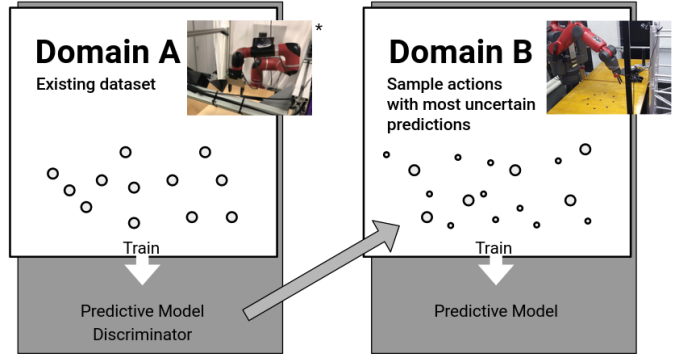 Domain A
*
Existing dataset
Train
Predictive Model
Discriminator
Domain B
Sample actions
with most uncertain
predictions
Train
Predictive Model